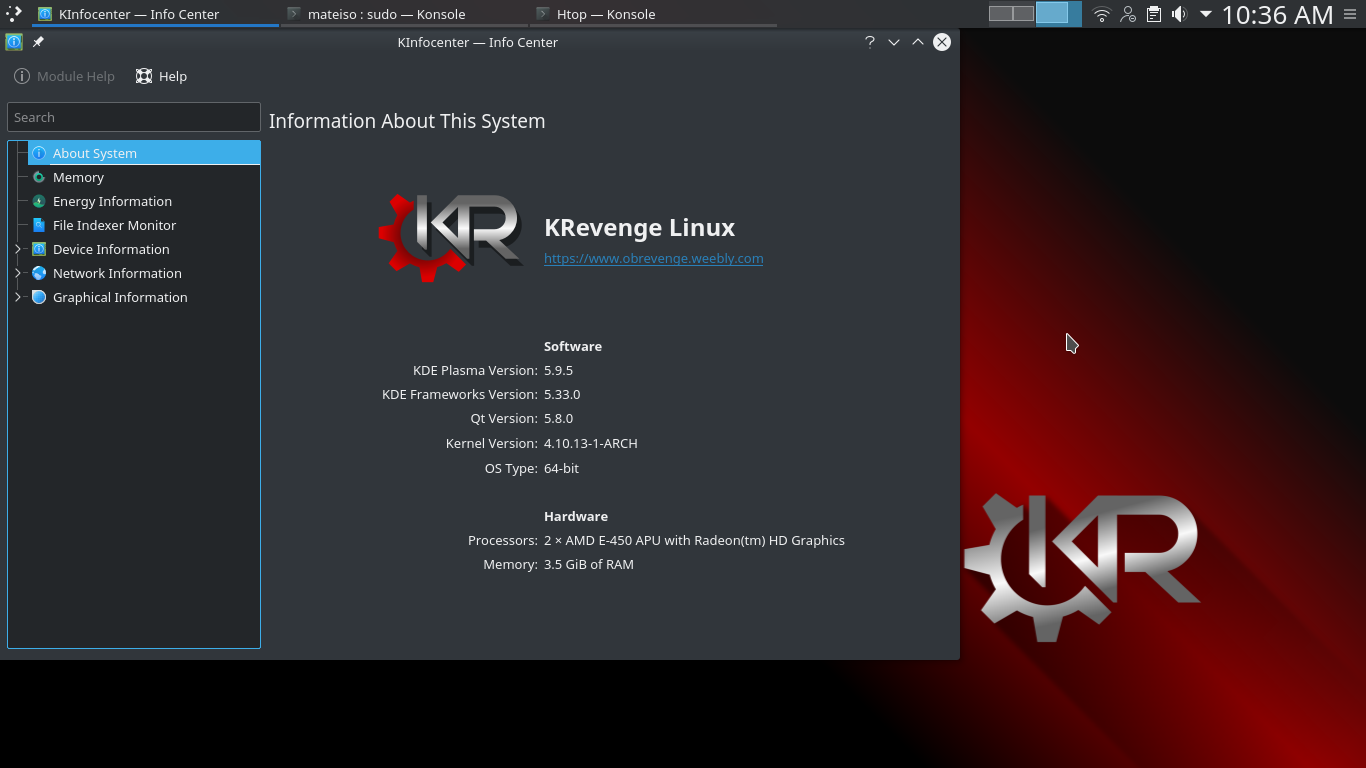 KInfocenter — Info Center
mateiso : sudo — Konsole
Htop — Konsole
10:36 AM
KInfocenter — Info Center
Module Help
Help
Search
About System
Memory
Energy Information
File Indexer Monitor
Device Information
Network Information
Graphical Information
Information About This System
KR
KRevenge Linux
https://www.obrevenge.weebly.com
Software
KDE Plasma Version: 5.9.5
KDE Frameworks Version: 5.33.0
Qt Version: 5.8.0
Kernel Version: 4.10.13-1-ARCH
OS Type: 64-bit
Hardware
Processors: 2 × AMD E-450 APU with Radeon(tm) HD Graphics
Memory: 3.5 GiB of RAM
KR